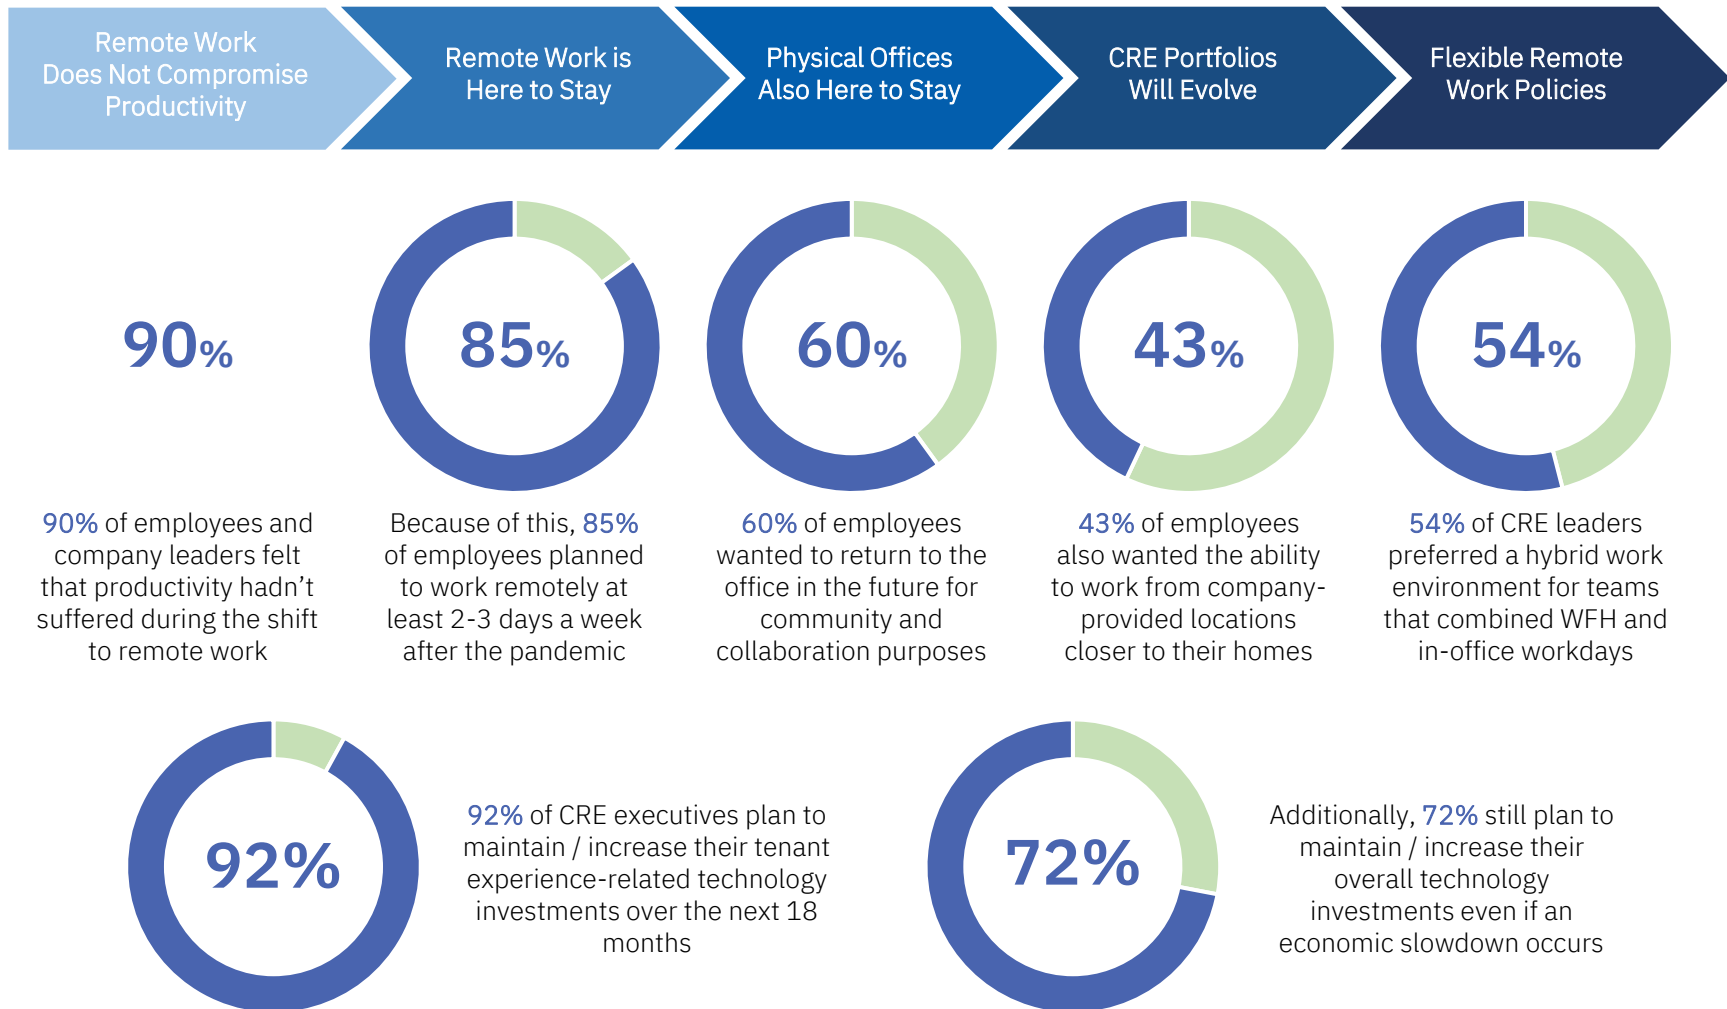 Remote Work
Does Not Compromise
Productivity
Remote Work is
Here to Stay
Physical Offices
Also Here to Stay
CRE Portfolios
Will Evolve
Flexible Remote
Work Policies
90%
85%
60%
43%
54%
90% of employees and
company leaders felt
that productivity hadn’t
suffered during the shift
to remote work
Because of this, 85%
of employees planned
to work remotely at
least 2-3 days a week
after the pandemic
60% of employees
wanted to return to the
office in the future for
community and
collaboration purposes
43% of employees
also wanted the ability
to work from company-
provided locations
closer to their homes
54% of CRE leaders
preferred a hybrid work
environment for teams
that combined WFH and
in-office workdays
92%
92% of CRE executives plan to
maintain / increase their tenant
experience-related technology
investments over the next 18
months
72%
Additionally, 72% still plan to
maintain / increase their
overall technology
investments even if an
economic slowdown occurs